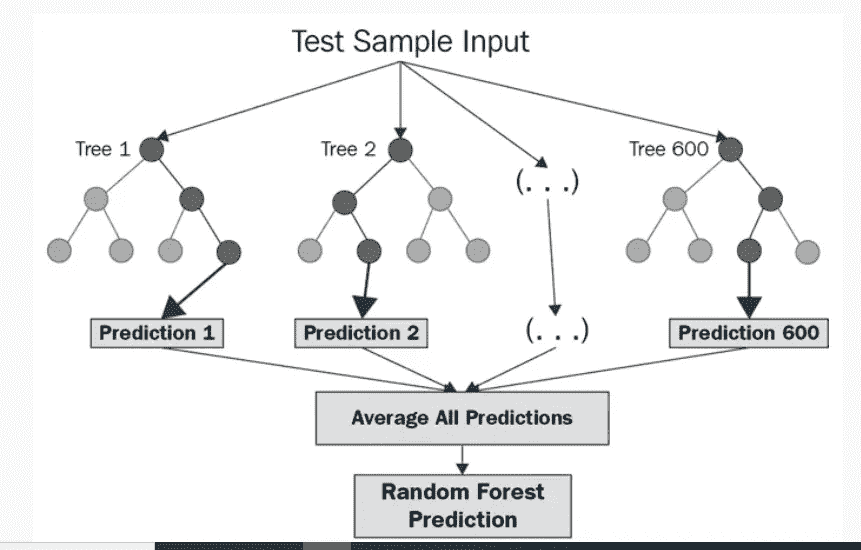 Test Sample Input
Tree 1
Tree 2
(. . .)
Tree 600
Prediction 1
Prediction 2
(. . .)
Prediction 600
Average All Predictions
Random Forest
Prediction